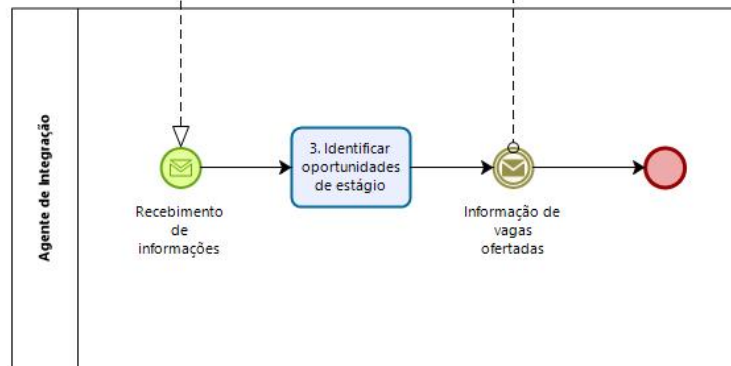 Agente de Integração
3. Identificar
oportunidades
de estágio
Recebimento
de
informações
Informação de
vagas
ofertadas